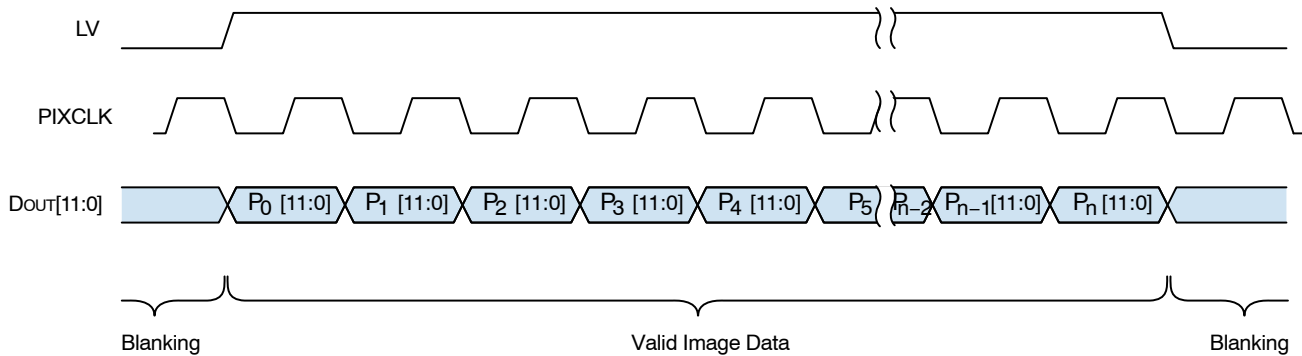 LV
PIXCLK
DOUT[11:0]
P0 [11:0] P1 [11:0] P2 [11:0] P3 [11:0] P4 [11:0] P5 Pn−2 Pn−1[11:0] Pn [11:0]
Blanking Valid Image Data Blanking